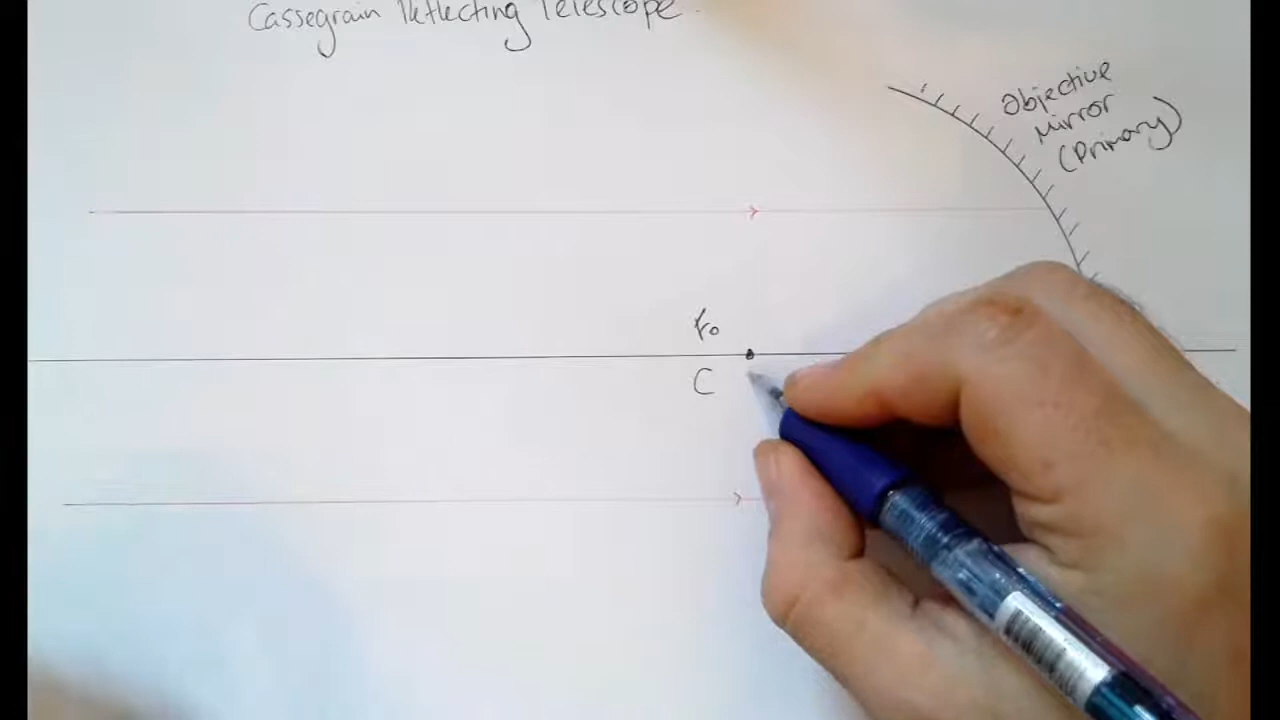 Cassegrain Reflecting Telescope
Objective
Mirror
(Primary)
Fo
C